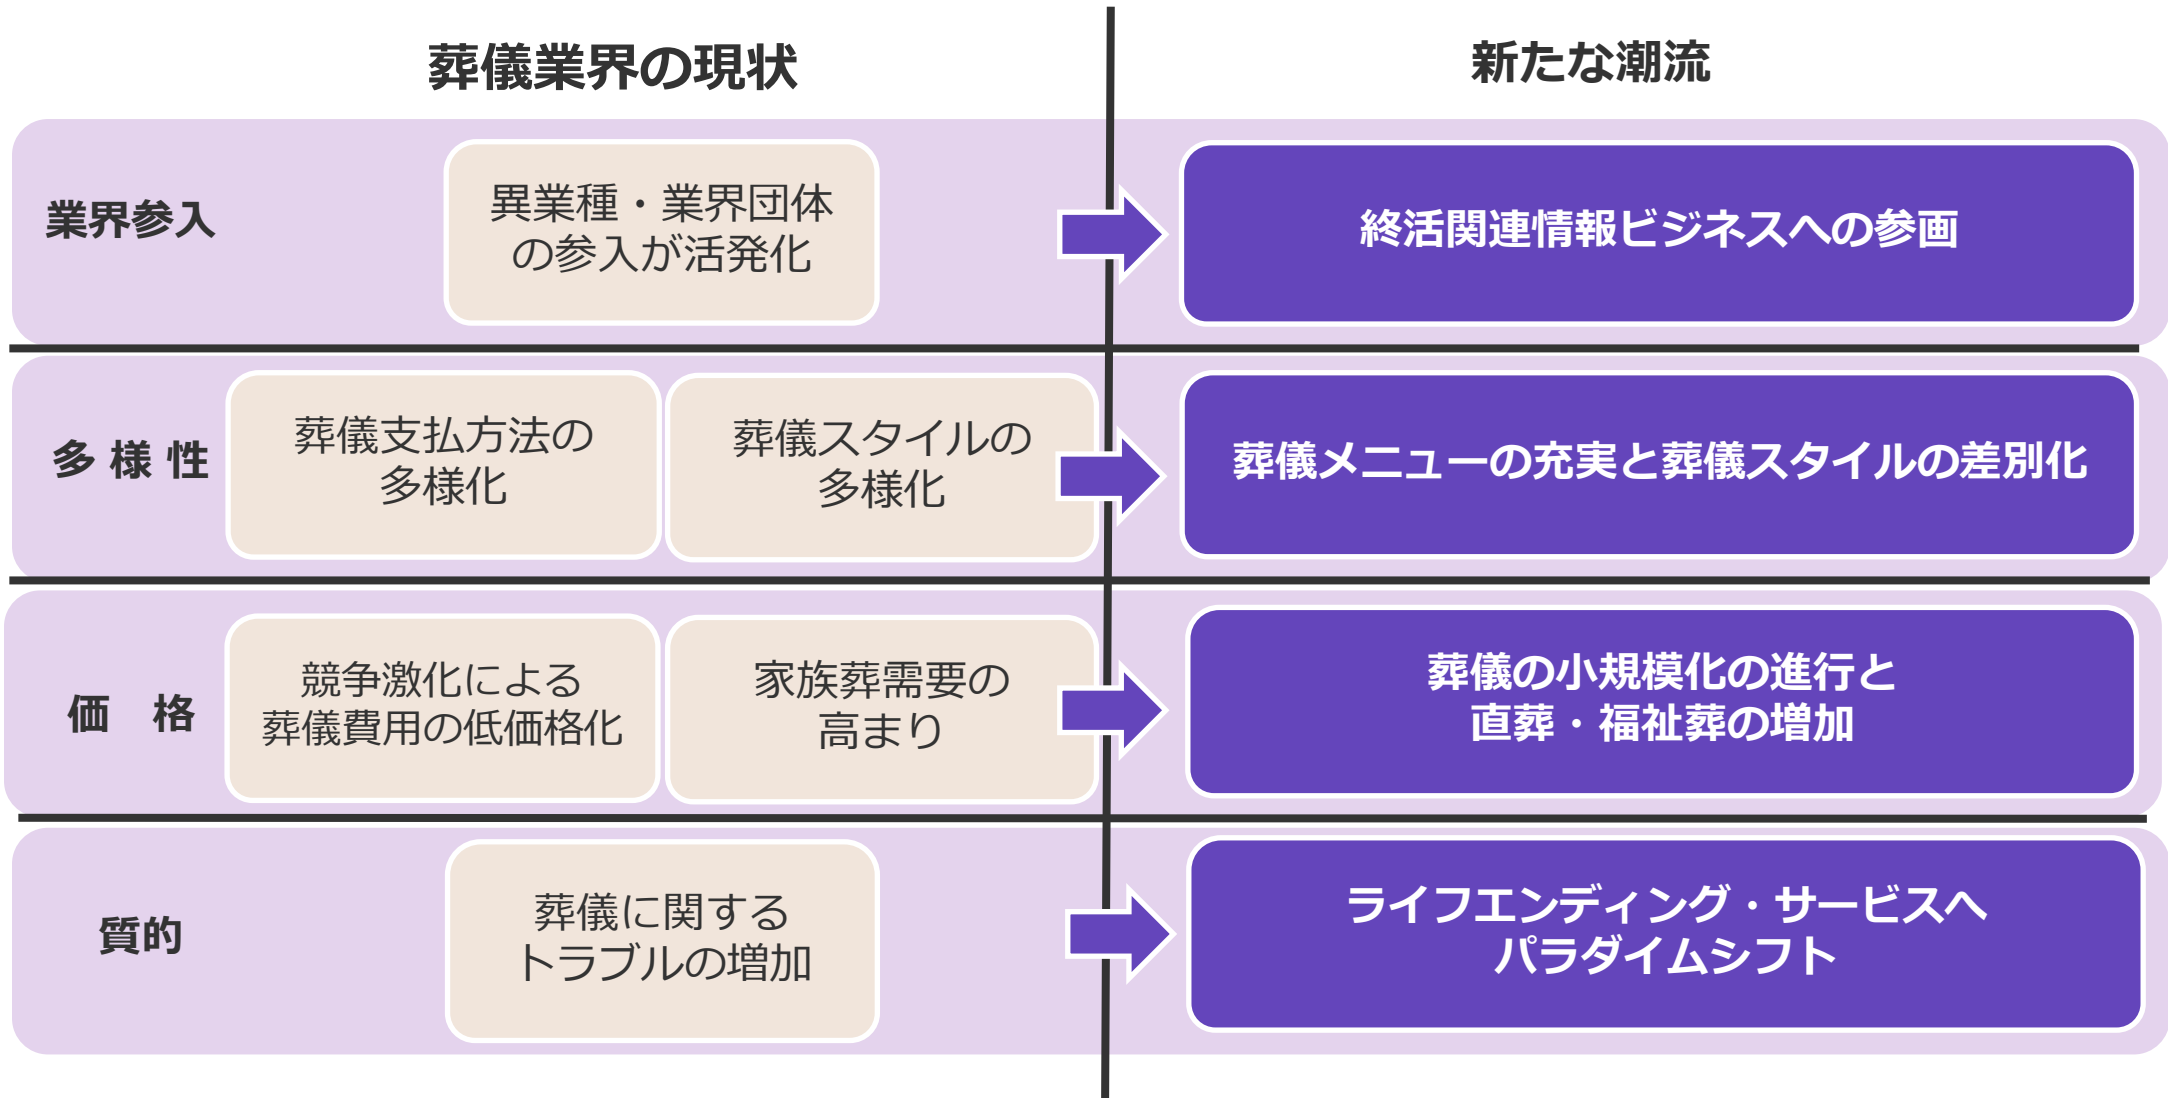 葬儀業界の現状
新たな潮流
業界参入
異業種・業界団体
の参入が活発化
終活関連情報ビジネスへの参画
多 様 性
葬儀支払方法の
多様化
葬儀スタイルの
多様化
葬儀メニューの充実と葬儀スタイルの差別化
価　格
競争激化による
葬儀費用の低価格化
家族葬需要の
高まり
葬儀の小規模化の進行と
直葬・福祉葬の増加
質的
葬儀に関する
トラブルの増加
ライフエンディング・サービスへ
パラダイムシフト